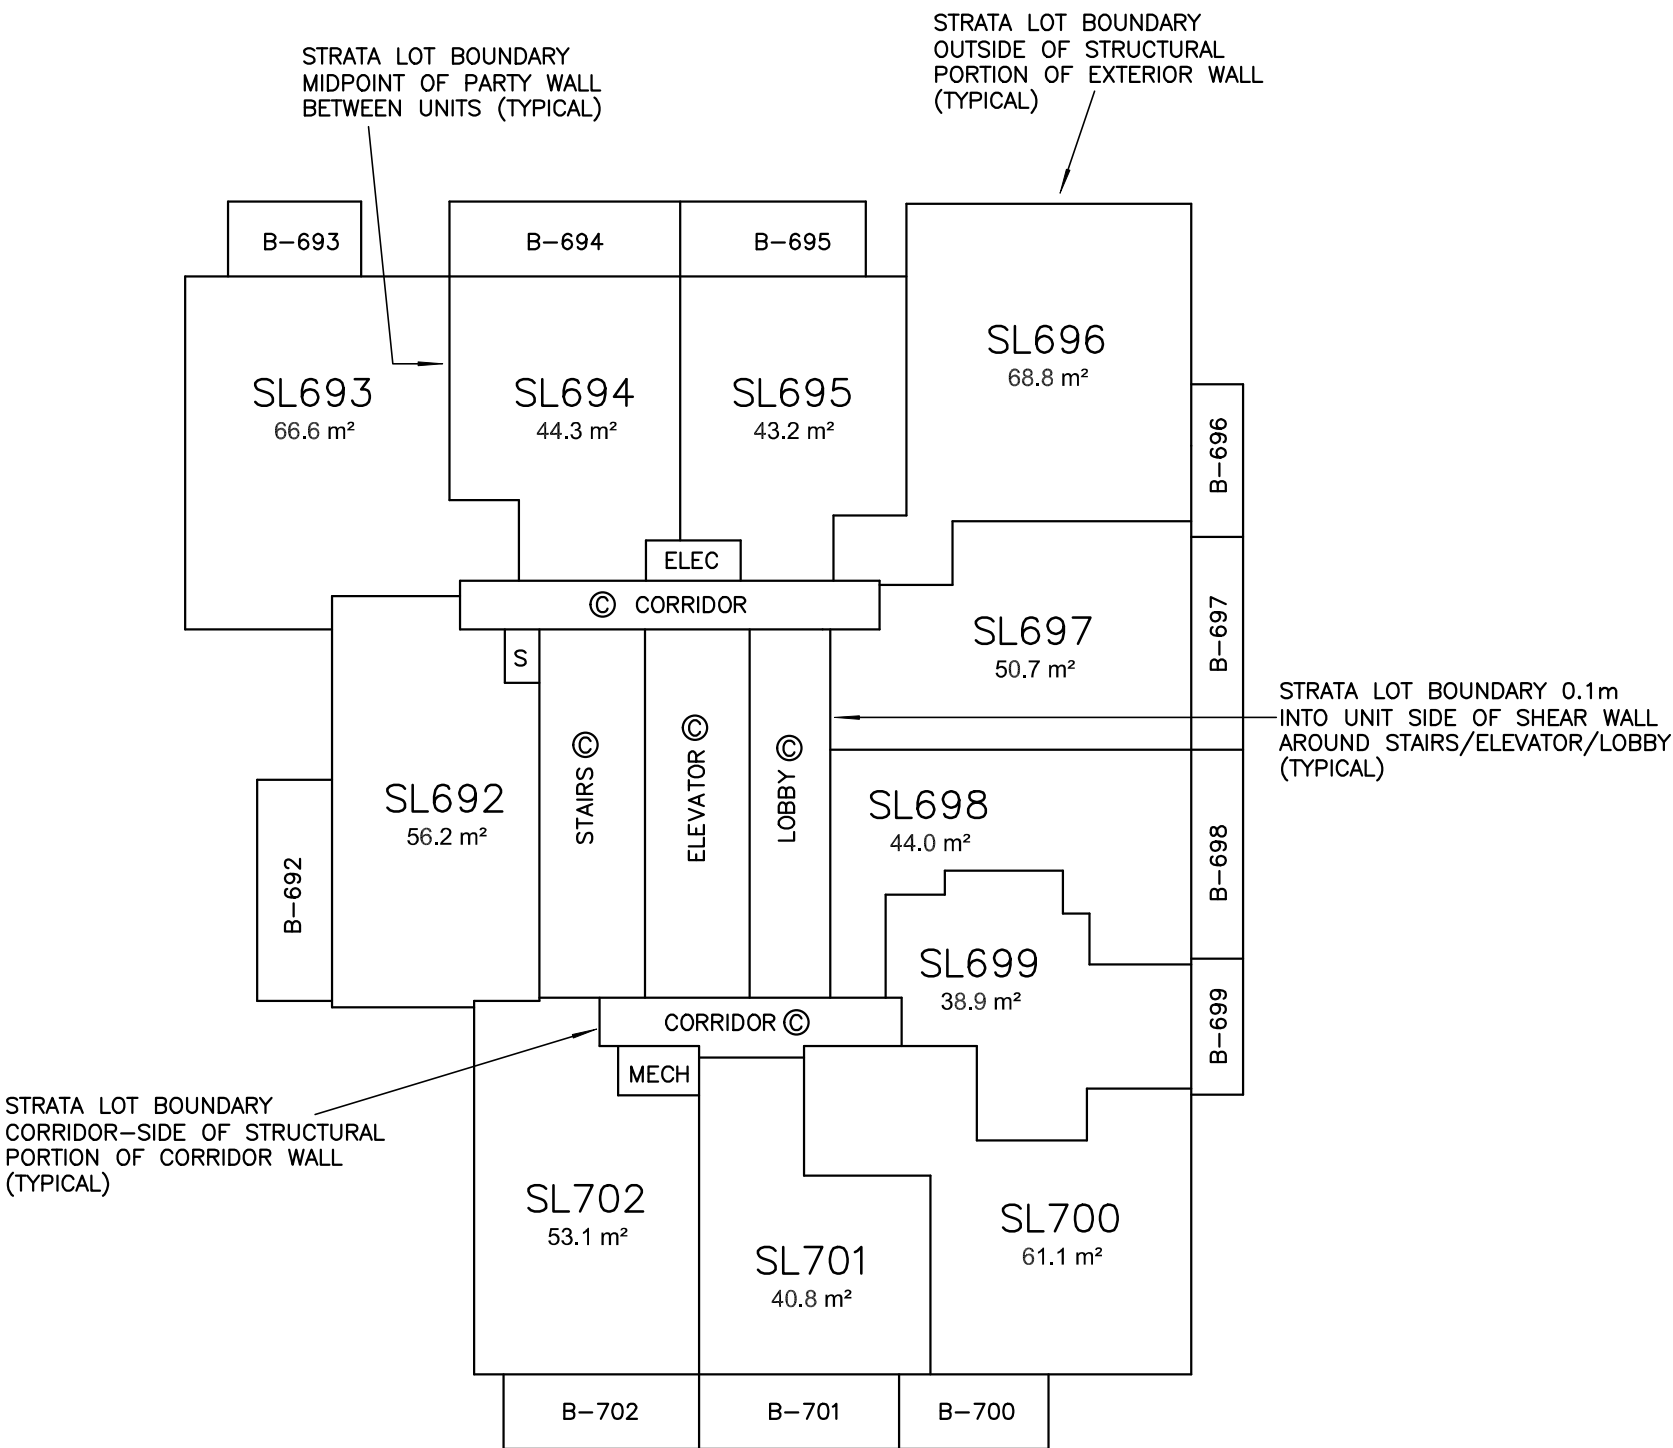 STRATA LOT BOUNDARY
OUTSIDE OF STRUCTURAL
PORTION OF EXTERIOR WALL
(TYPICAL)
STRATA LOT BOUNDARY
MIDPOINT OF PARTY WALL
BETWEEN UNITS (TYPICAL)
B-693
B-694
B-695
SL696
68.8 m²
SL693
66.6 m²
SL694
44.3 m²
SL695
43.2 m²
B-696
ELEC
© CORRIDOR
SL697
50.7 m²
B-697
S
STRATA LOT BOUNDARY 0.1m
INTO UNIT SIDE OF SHEAR WALL
AROUND STAIRS/ELEVATOR/LOBBY
(TYPICAL)
SL692
56.2 m²
STAIRS ©
ELEVATOR ©
LOBBY ©
SL698
44.0 m²
B-698
B-692
SL699
38.9 m²
B-699
CORRIDOR ©
MECH
STRATA LOT BOUNDARY
CORRIDOR-SIDE OF STRUCTURAL
PORTION OF CORRIDOR WALL
(TYPICAL)
SL702
53.1 m²
SL701
40.8 m²
SL700
61.1 m²
B-702
B-701
B-700